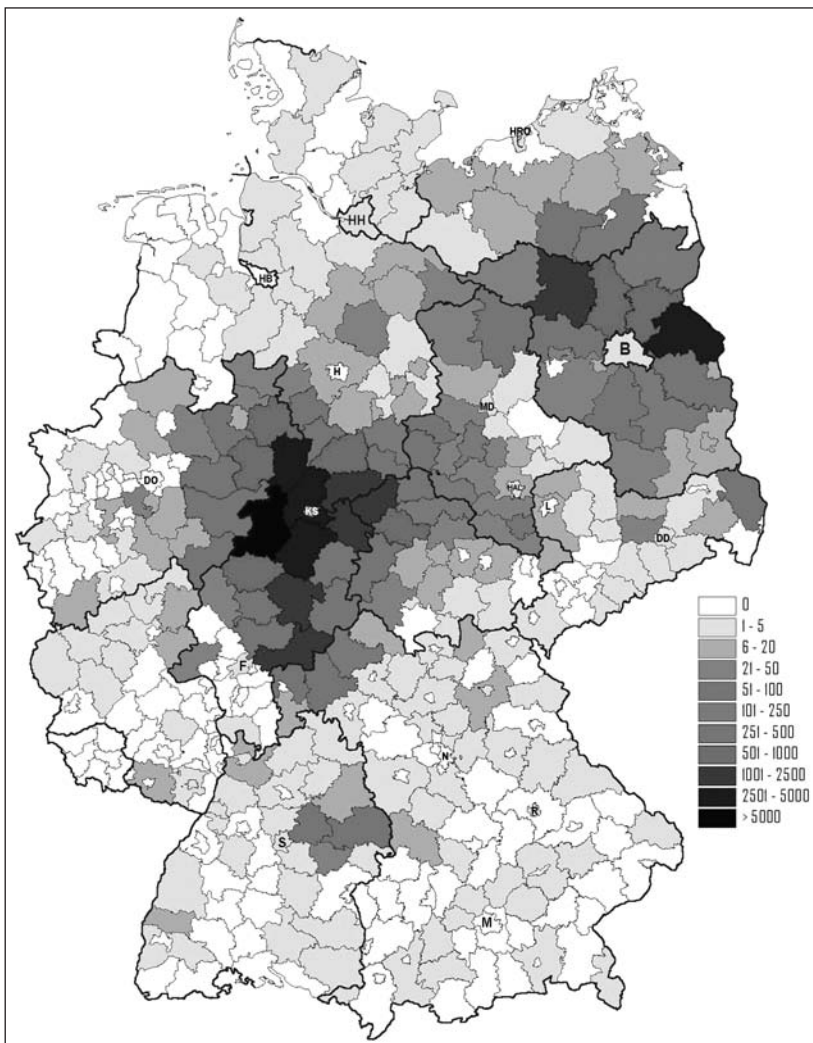 HRO
HH
HB
B
H
MD
DO
HAL
KS
L
DD
0
1 - 5
6 - 20
21 - 50
51 - 100
101 - 250
251 - 500
501 - 1000
1001 - 2500
2501 - 5000
> 5000
F
N
R
S
M